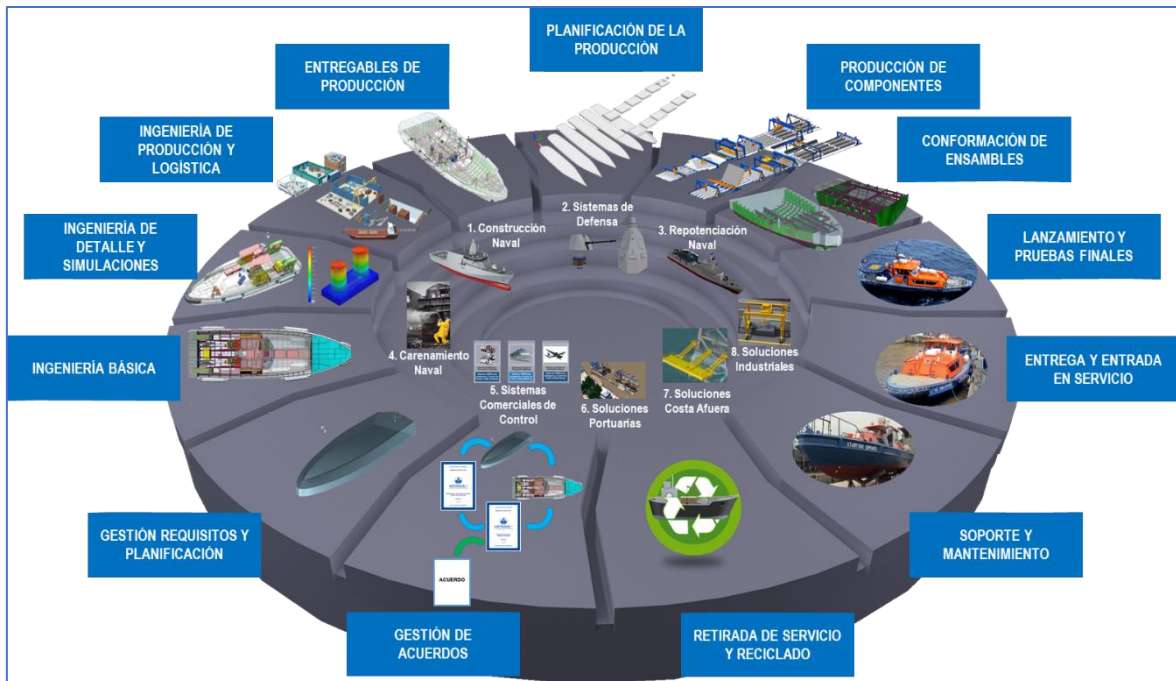 PLANIFICACIÓN DE LA
PRODUCCIÓN
ENTREGABLES DE
PRODUCCIÓN
PRODUCCIÓN DE
COMPONENTES
INGENIERÍA DE
PRODUCCIÓN Y
LOGÍSTICA
CONFORMACIÓN DE
ENSAMBLES
INGENIERÍA DE
DETALLE Y
SIMULACIONES
LANZAMIENTO Y
PRUEBAS FINALES
INGENIERÍA BÁSICA
ENTREGA Y ENTRADA
EN SERVICIO
GESTIÓN REQUISITOS Y
PLANIFICACIÓN
SOPORTE Y
MANTENIMIENTO
GESTIÓN DE
ACUERDOS
RETIRADA DE SERVICIO
Y RECICLADO
1. Construcción
Naval
2. Sistemas de
Defensa
3. Repotenciación
Naval
4. Carenamiento
Naval
5. Sistemas
Comerciales de
Control
6. Soluciones
Portuarias
7. Soluciones
Costa Afuera
8. Soluciones
Industriales
ACUERDO